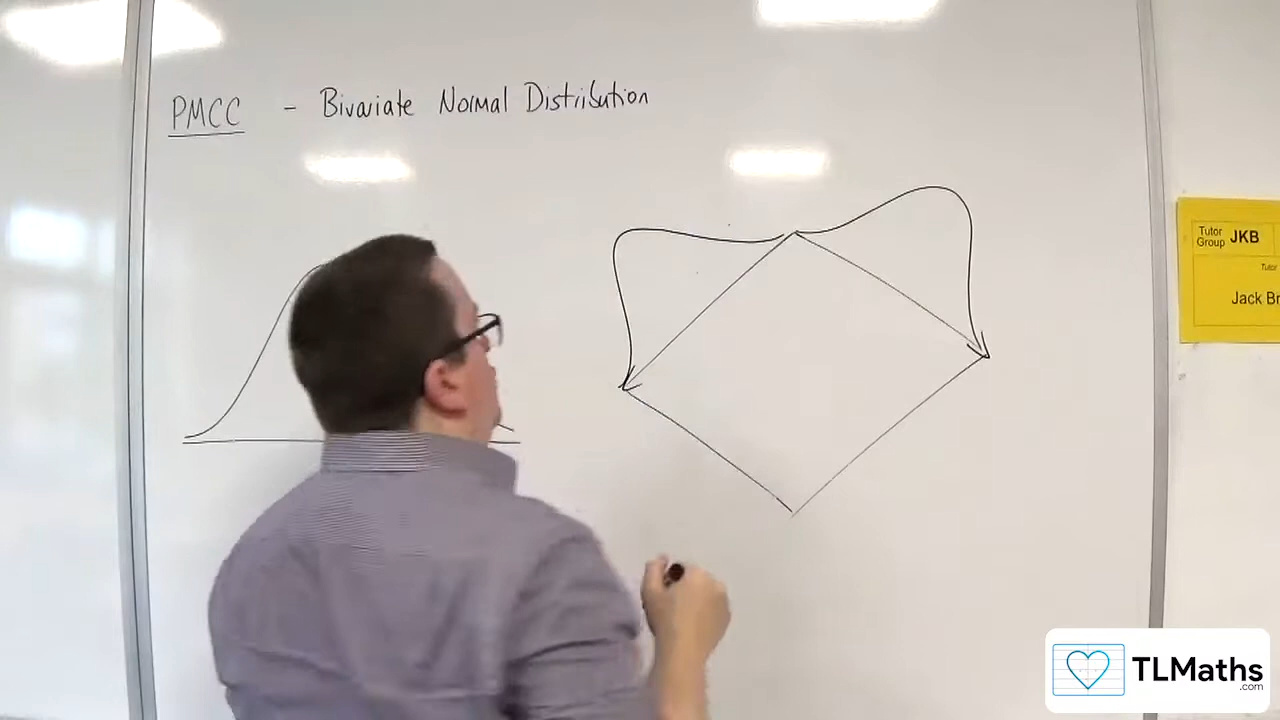 PMCC - Bivariate Normal Distribution
Tutor Group JKB
Tutor
Jack Br
TLMaths
.com